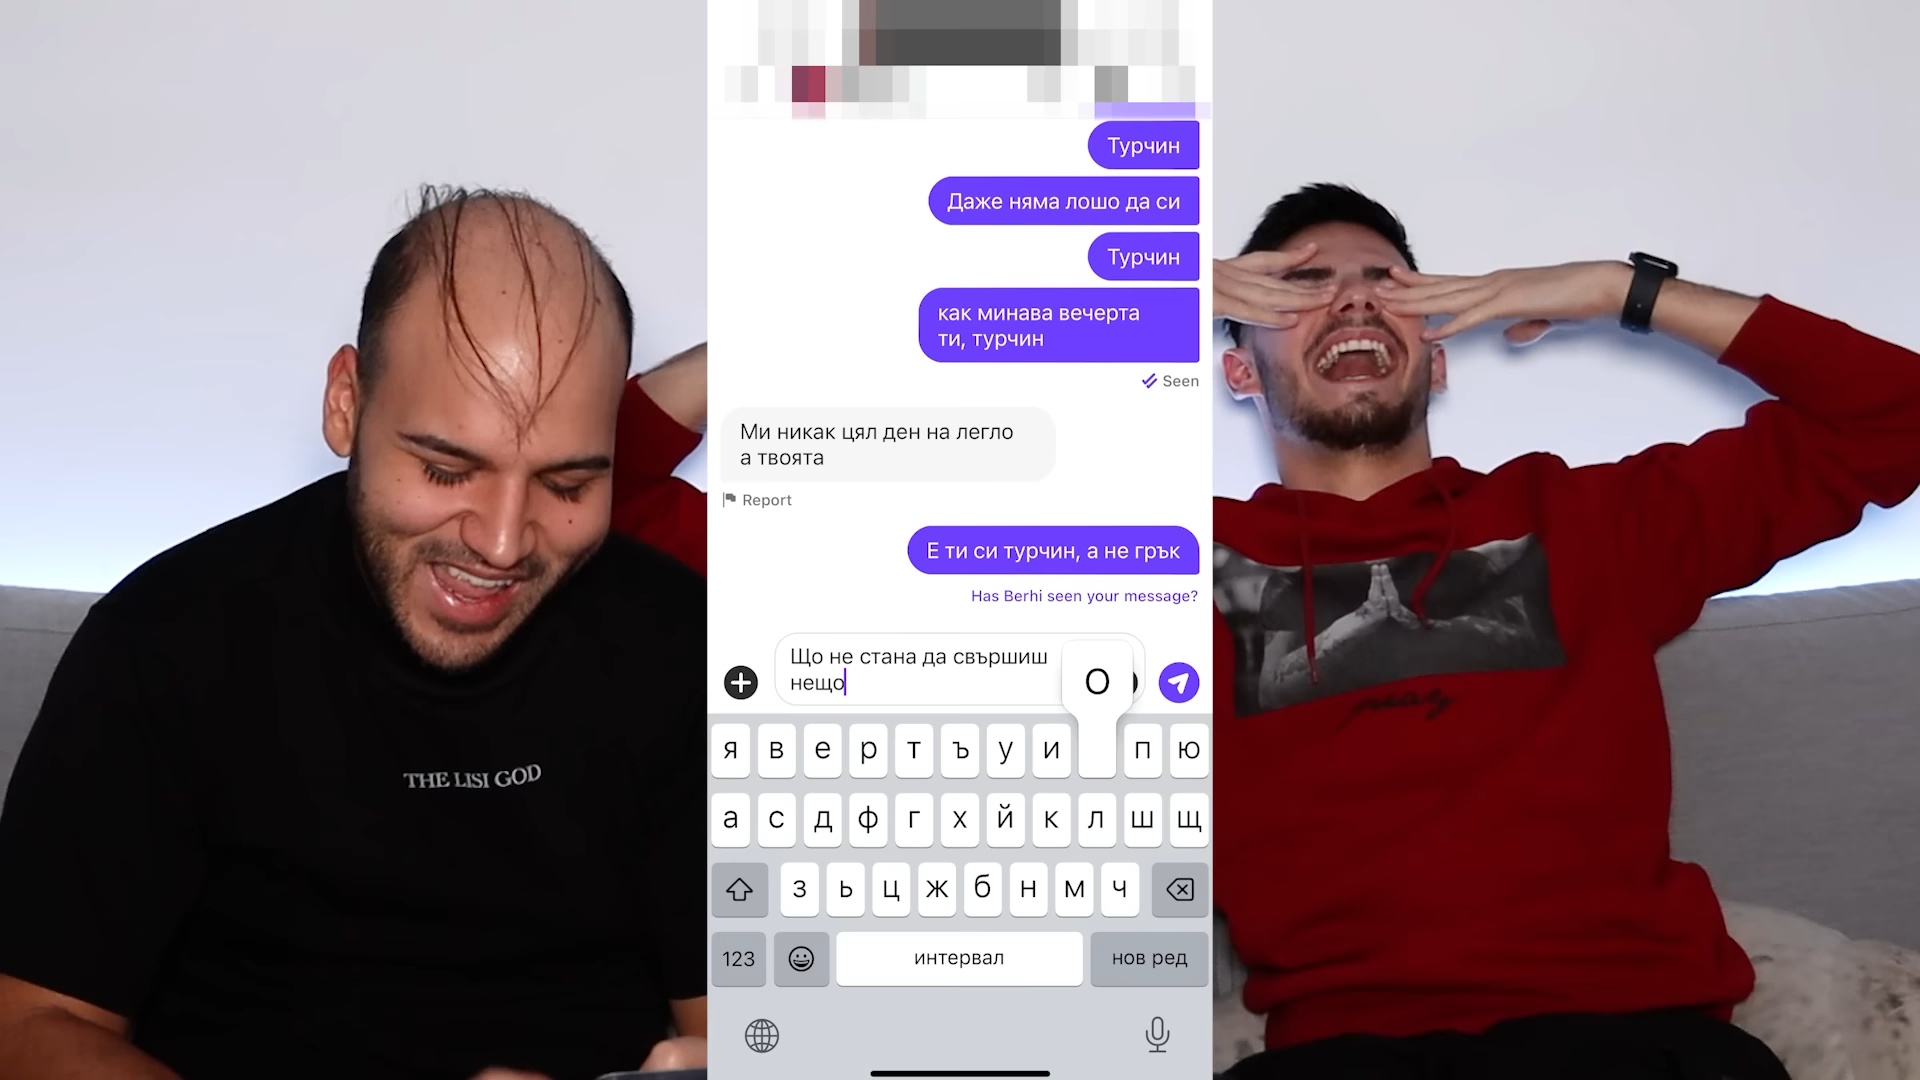 Турчин
Даже няма лошо да си
Турчин
как минава вечерта
ти, турчин
Seen
Ми никак цял ден на легло
а твоята
Report
Е ти си турчин, а не грък
Has Berhi seen your message?
Що не стана да свършиш
нещо
О
я в е р т ъ у и п ю
а с д ф г х й к л ш щ
з ь ц ж б н м ч
123
интервал
нов ред
THE LISI GOD